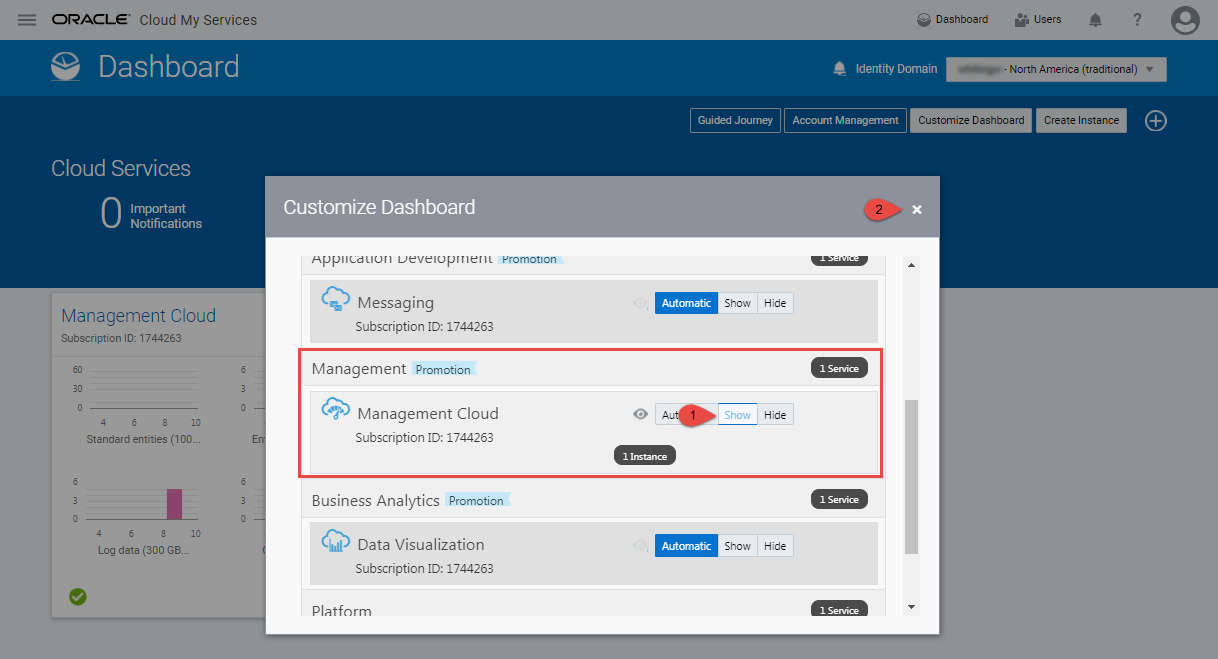 ORACLE® Cloud My Services
Dashboard
Users
?
Dashboard
Identity Domain
- North America (traditional)
Guided Journey
Account Management
Customize Dashboard
Create Instance
Cloud Services
0 Important
Notifications
Customize Dashboard
2
×
Application Development Promotion
1 Service
Messaging
Automatic Show Hide
Subscription ID: 1744263
Management Promotion
1 Service
Management Cloud
1 Show Hide
Subscription ID: 1744263
1 Instance
Business Analytics Promotion
1 Service
Data Visualization
Automatic Show Hide
Subscription ID: 1744263
Platform
1 Service
Management Cloud
Subscription ID: 1744263
60
30
0
4 6 8 10
Standard entities (100...
6
3
0
4
6
3
0
4 6 8 10
Log data (300 GB...
6
3
0
4